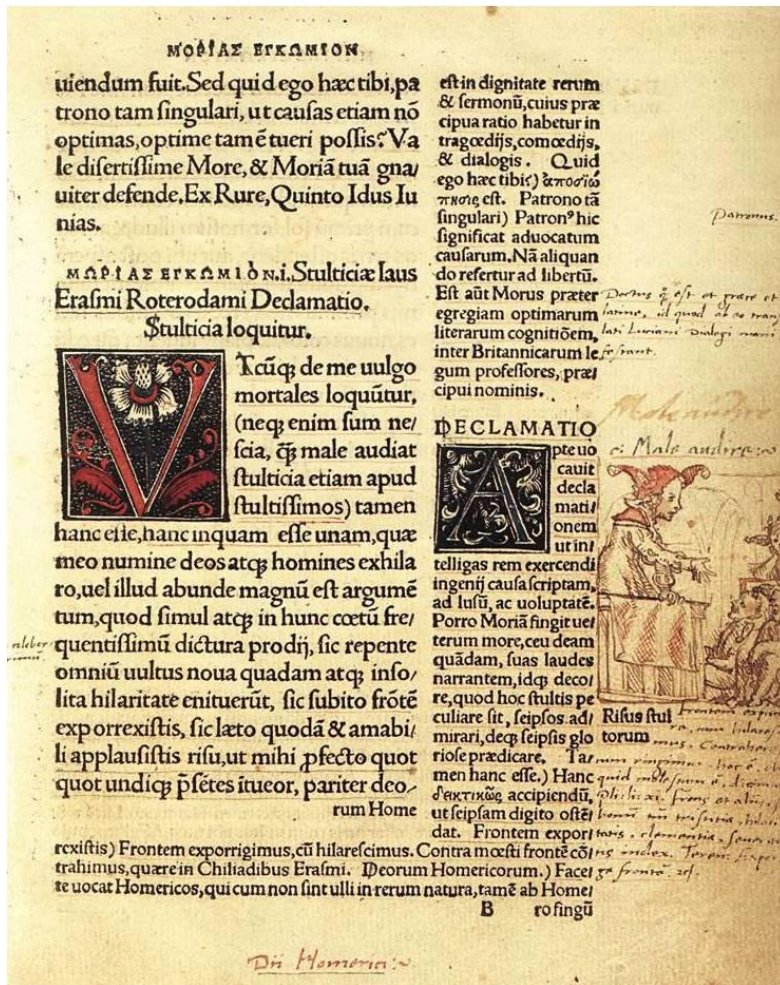 ΜΟΡΙΑΣ ΕΓΚΩΜΙΟΝ
uiendum fuit. Sed quid ego hæc tibi, pa
trono tam singulari, ut causas etiam nō
optimas, optime tamē tueri possis? Va
le disertissime More, & Moriā tuā gna/
uiter defende. Ex Rure, Quinto Idus Iu
nias.
ΜΩΡΙΑΣ ΕΓΚΩΜΙΟΝ.i. Stulticiæ laus
Erasmi Roterodami Declamatio.
Stulticia loquitur.
VTcūq; de me uulgo
mortales loquūtur,
(neq; enim sum ne/
scia, q̄ male audiat
stulticia etiam apud
stultissimos) tamen
hanc esse, hanc inquam esse unam, quæ
meo numine deos atq; homines exhila
ro, uel illud abunde magnū est argumē
tum, quod simul atq; in hunc cœtū fre/
quentissimū dictura prodij, sic repente
omniū uultus noua quadam atq; inso/
lita hilaritate enituerūt, sic subito frōtē
exporrexistis, sic læto quodā & amabi/
li applausistis risu, ut mihi ꝓfecto quot
quot undiq; p̄sētes ītueor, pariter deo/
rum Home
est in dignitate rerum
& sermonū, cuius præ
cipua ratio habetur in
tragœdijs, comœdijs,
& dialogis. Quid
ego hæc tibi?) ἀποσιώ
πησις est. Patrono tā
singulari) Patronꝰ hic
significat aduocatum
causarum. Nā aliquan
do refertur ad libertū.
Est aūt Morus præter
egregiam optimarum
literarum cognitiōem,
inter Britannicarum le
gum professores, præ/
cipui nominis.
Patronus.
DECLAMATIO
Apte uo
cauit
decla
mati/
onem
ut in/
telligas rem exercendi
ingenij causa scriptam,
ad lusū, ac uoluptatē.
Porro Moriā fingit ue/
terum more, ceu deam
quādam, suas laudes
narrantem, idq; deco/
re, quod hoc stultis pe
culiare sit, seipsos ad/
mirari, deq; seipsis glo
riose prædicare. Ta/
men hanc esse.) Hanc
δεικτικῶς accipiendū,
ut seipsam digito ostē/
dat. Frontem expor/
Male audire
Risus stul
torum
rexistis) Frontem exporrigimus, cū hilarescimus. Contra mœsti frontē cō/
trahimus, quære in Chiliadibus Erasmi. Deorum Homericorum.) Face/
te uocat Homericos, qui cum non sint ulli in rerum natura, tamē ab Home/
B ro fingū
Dii Homerici